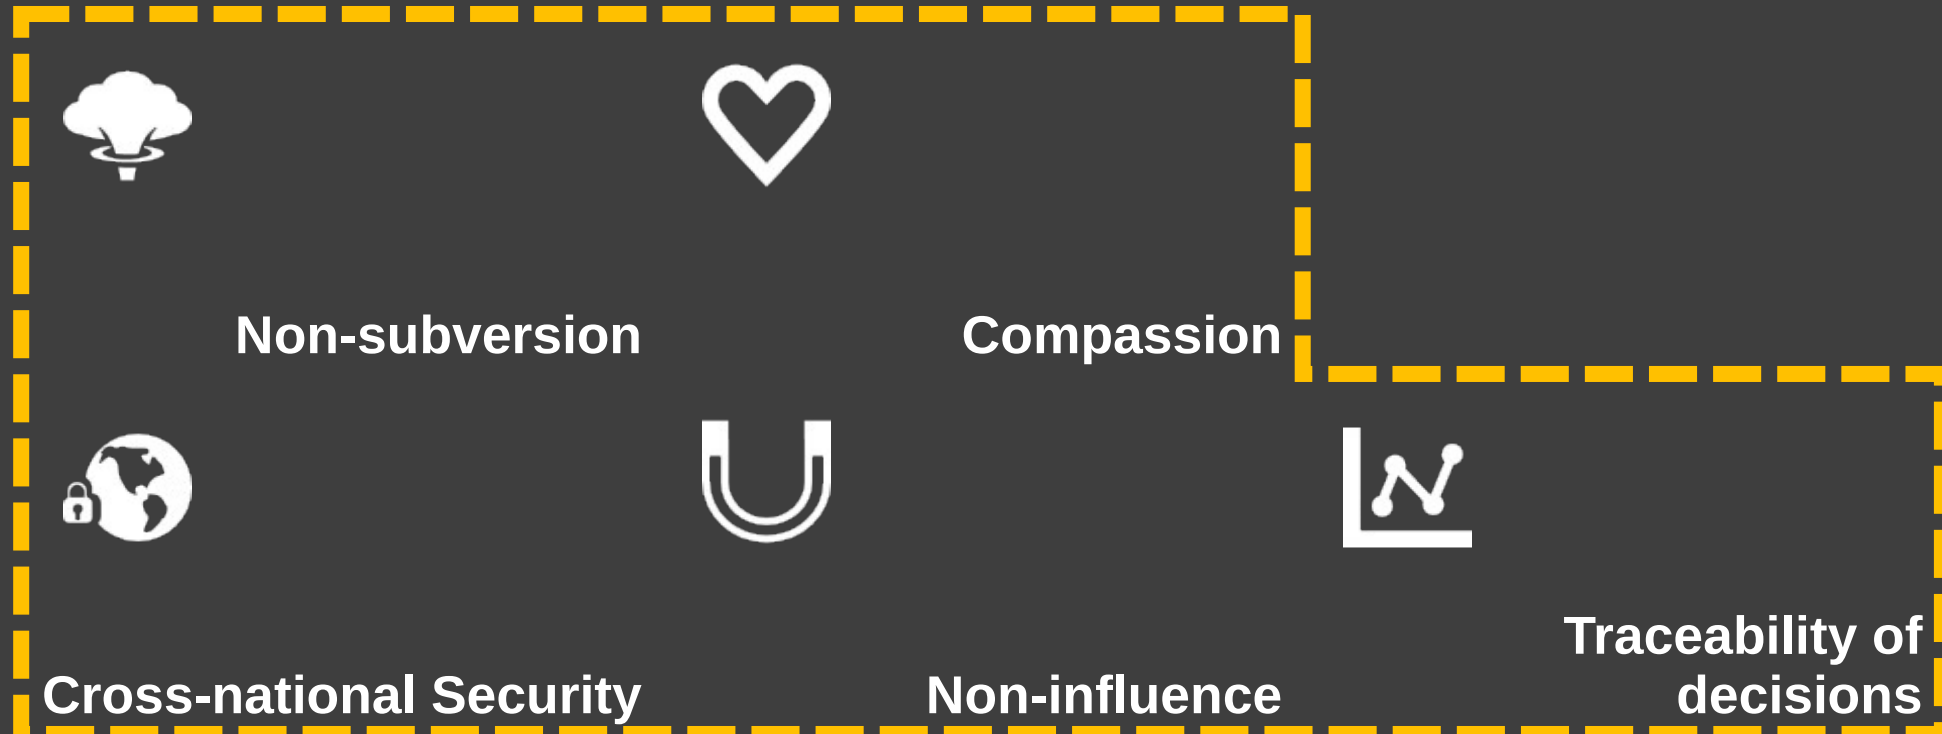 Non-subversion
Compassion
Cross-national Security
Non-influence
Traceability of
decisions